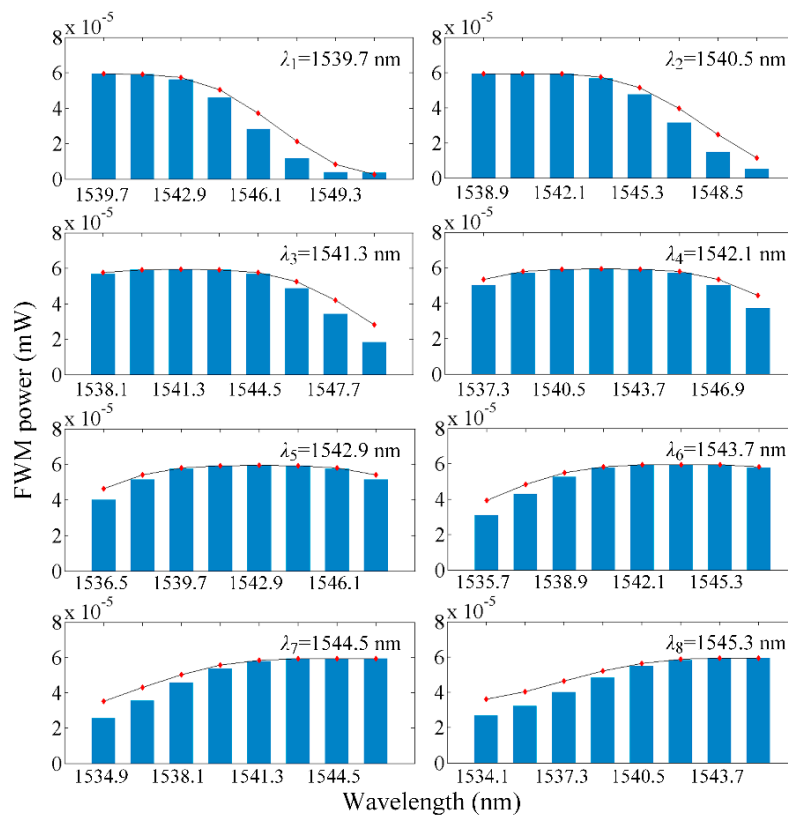 8 x 10-5
λ1=1539.7 nm
6
4
2
0
1539.7 1542.9 1546.1 1549.3
8 x 10-5
λ2=1540.5 nm
6
4
2
0
1538.9 1542.1 1545.3 1548.5
8 x 10-5
λ3=1541.3 nm
6
4
2
0
1538.1 1541.3 1544.5 1547.7
8 x 10-5
λ4=1542.1 nm
6
4
2
0
1537.3 1540.5 1543.7 1546.9
8 x 10-5
λ5=1542.9 nm
6
4
2
0
1536.5 1539.7 1542.9 1546.1
8 x 10-5
λ6=1543.7 nm
6
4
2
0
1535.7 1538.9 1542.1 1545.3
8 x 10-5
λ7=1544.5 nm
6
4
2
0
1534.9 1538.1 1541.3 1544.5
8 x 10-5
λ8=1545.3 nm
6
4
2
0
1534.1 1537.3 1540.5 1543.7
FWM power (mW)
Wavelength (nm)